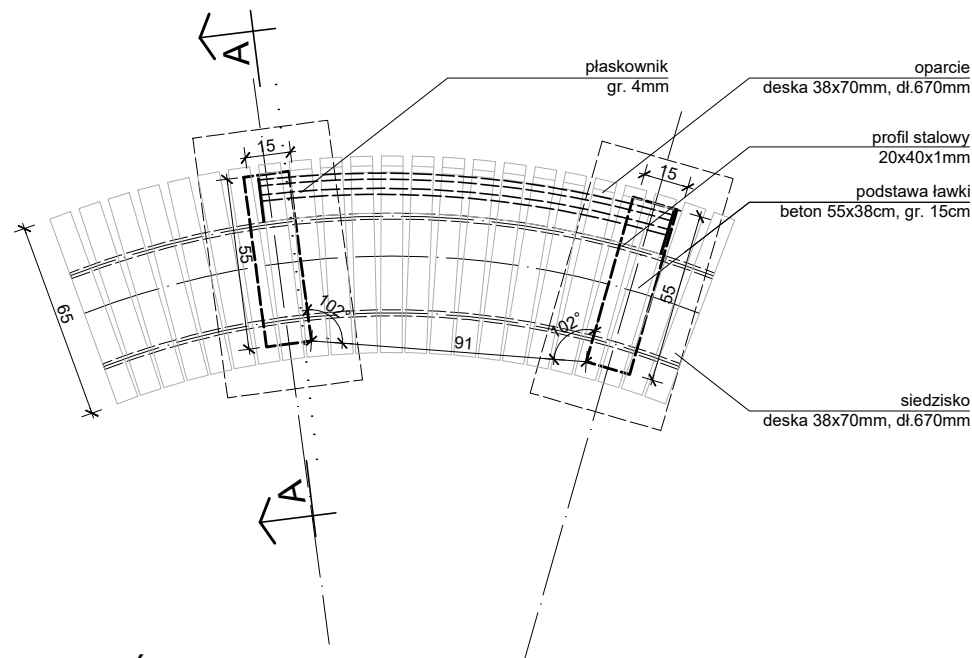 A
płaskownik
gr. 4mm
oparcie
deska 38x70mm, dł.670mm
profil stalowy
20x40x1mm
podstawa ławki
beton 55x38cm, gr. 15cm
15
15
55
55
65
102°
102°
91
siedzisko
deska 38x70mm, dł.670mm
A